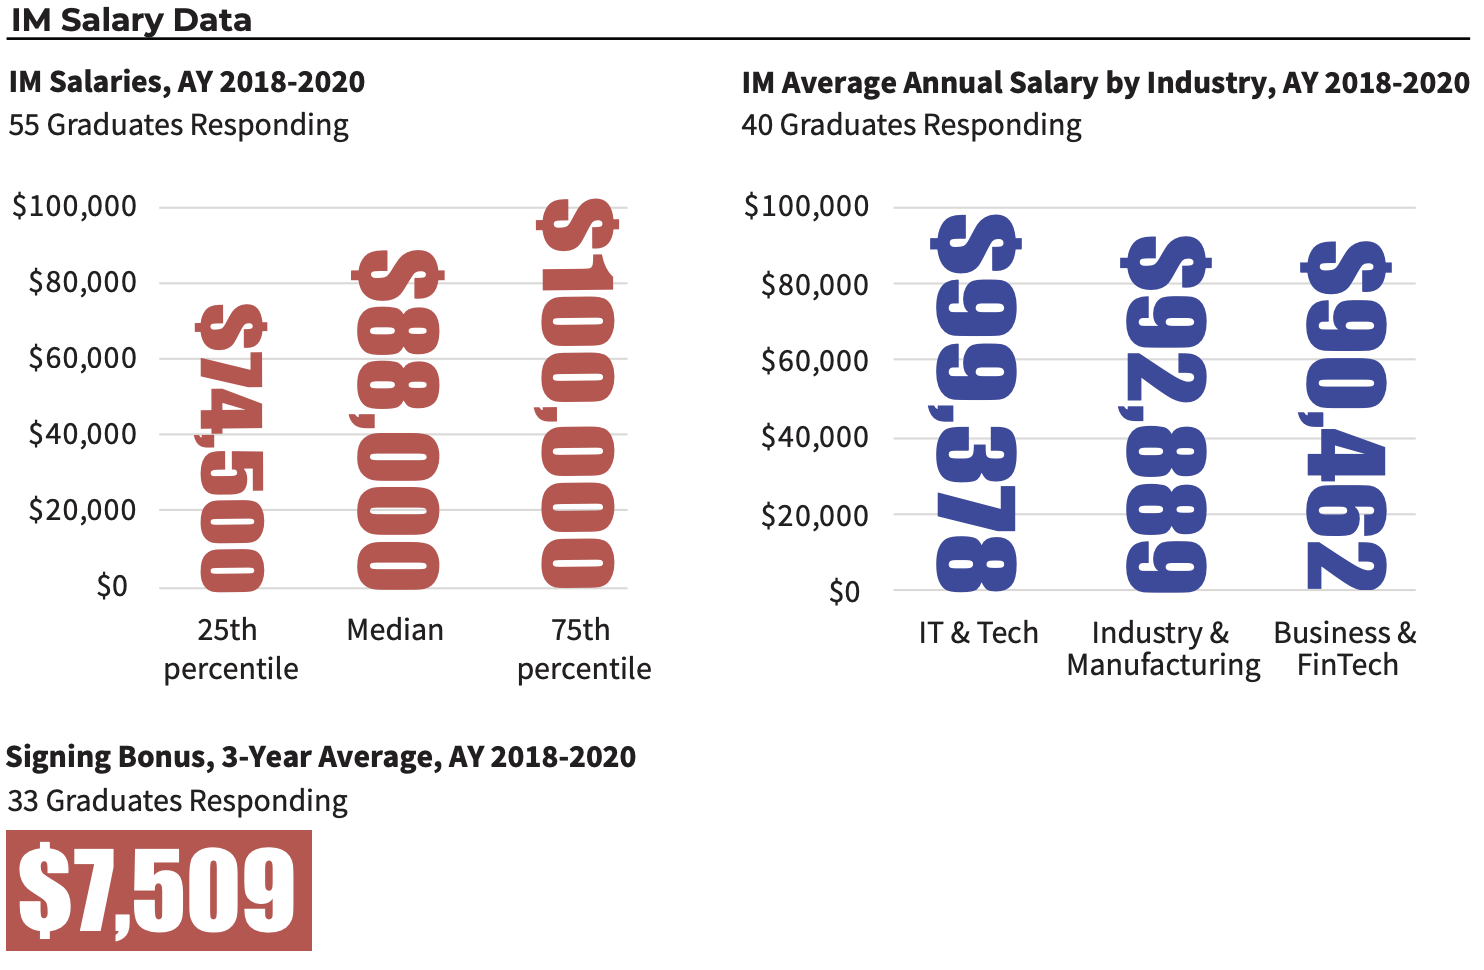 IM Salary Data
IM Salaries, AY 2018-2020
55 Graduates Responding
$100,000
$80,000
$60,000
$40,000
$20,000
$0
$74,500
$88,000
$100,000
25th
percentile
Median
75th
percentile
IM Average Annual Salary by Industry, AY 2018-2020
40 Graduates Responding
$100,000
$80,000
$60,000
$40,000
$20,000
$0
$99,378
$92,889
$90,462
IT & Tech
Industry &
Manufacturing
Business &
FinTech
Signing Bonus, 3-Year Average, AY 2018-2020
33 Graduates Responding
$7,509